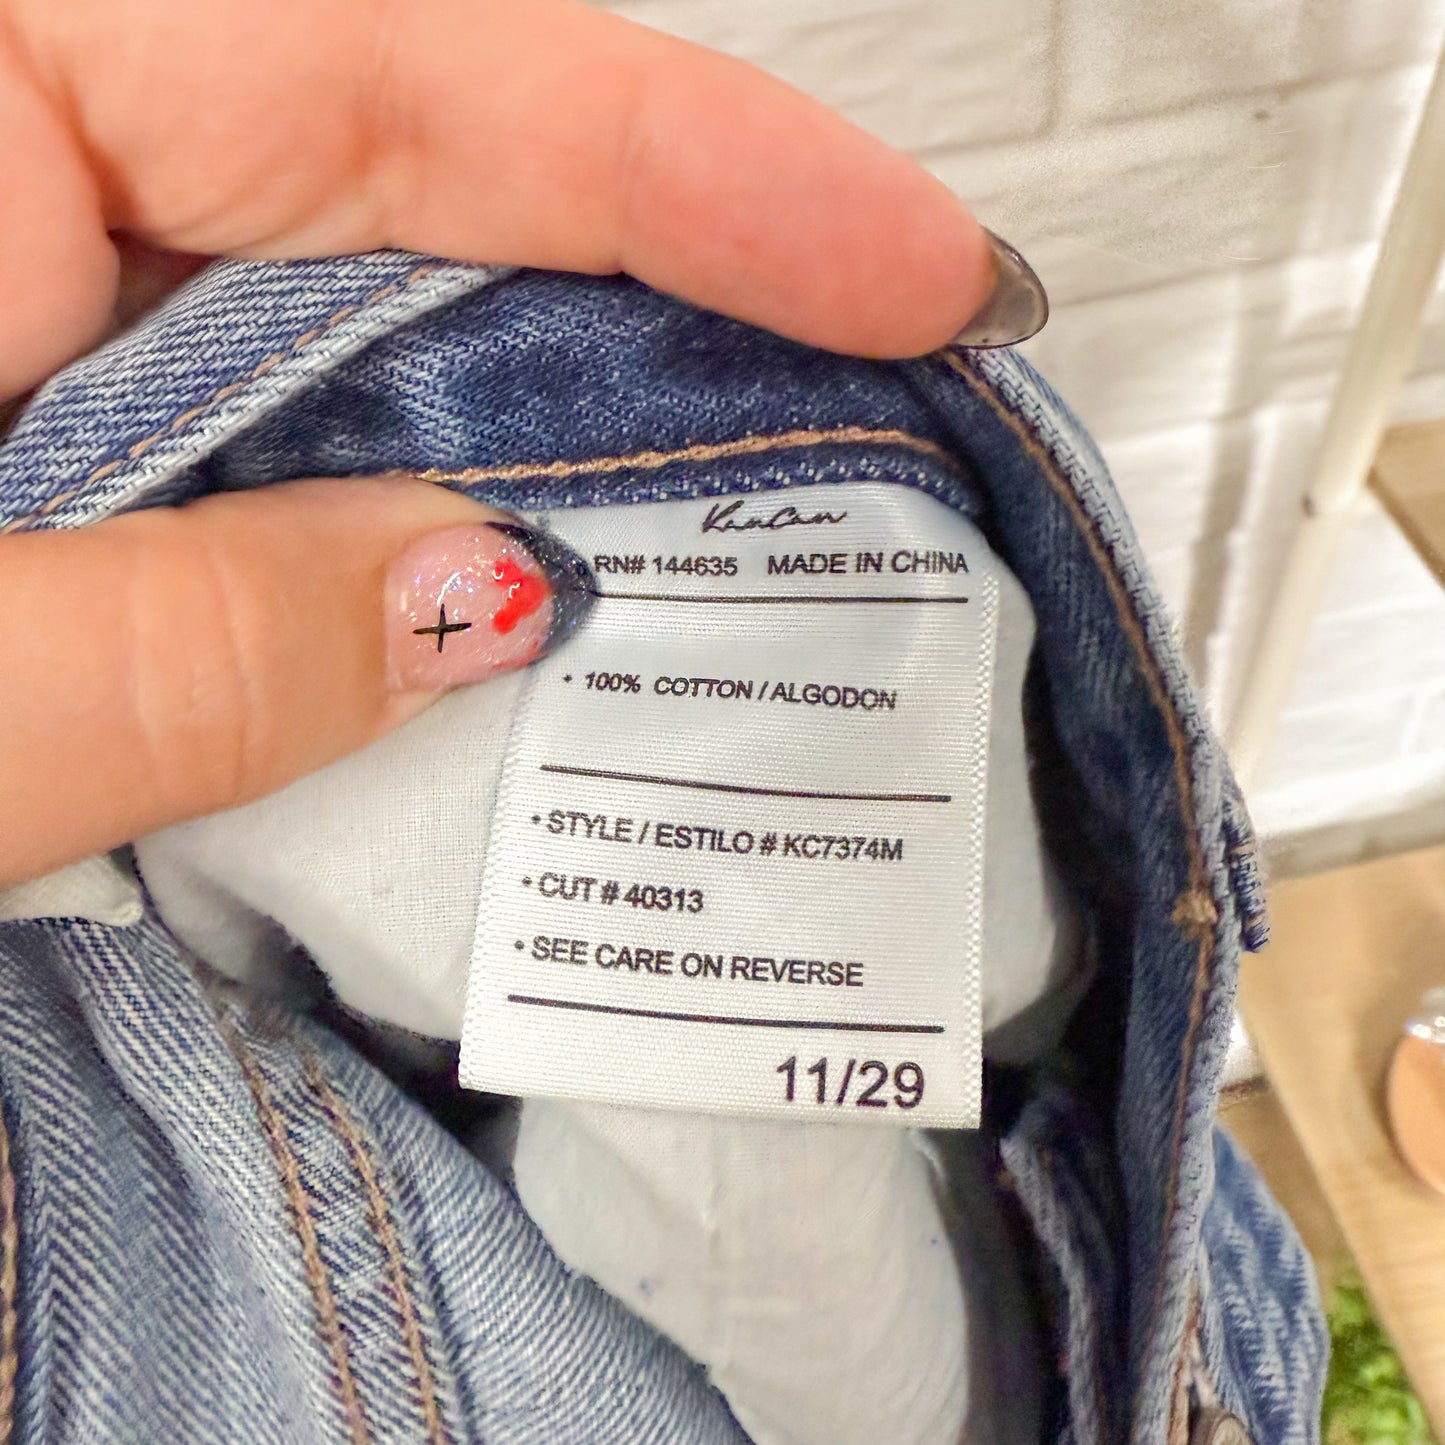 KanCan
RN# 144635 MADE IN CHINA
• 100% COTTON / ALGODON
• STYLE / ESTILO # KC7374M
• CUT # 40313
• SEE CARE ON REVERSE
11/29